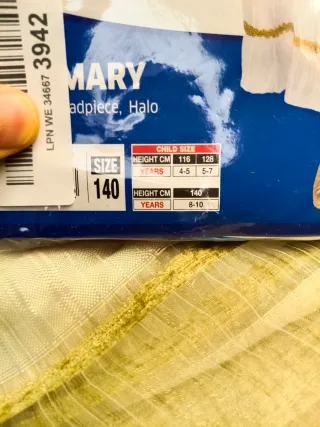 LPN WE 34667 3942
MARY
adpiece, Halo
SIZE
140
CHILD SIZE
HEIGHT CM 116 128
YEARS 4-5 5-7
HEIGHT CM 140
YEARS 8-10